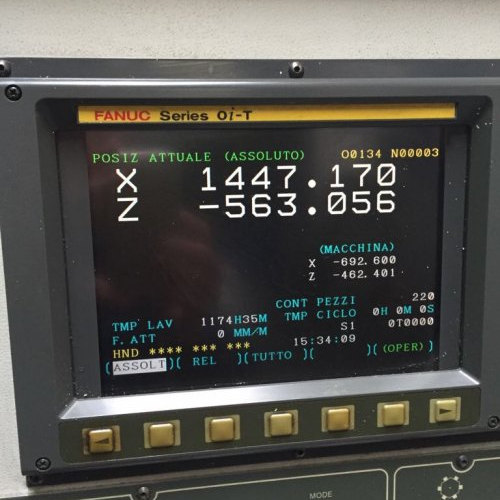 FANUC Series 0i-T
POSIZ ATTUALE (ASSOLUTO) O0134 N00003
X 1447.170
Z -563.056
(MACCHINA)
X -692.600
Z -462.401
CONT PEZZI 220
TMP LAV 1174H35M TMP CICLO 0H 0M 0S
F. ATT 0 MM/M S1 0T0000
HND **** *** *** 15:34:09
(ASSOLT)( REL )(TUTTO )( )( (OPER) )
MODE